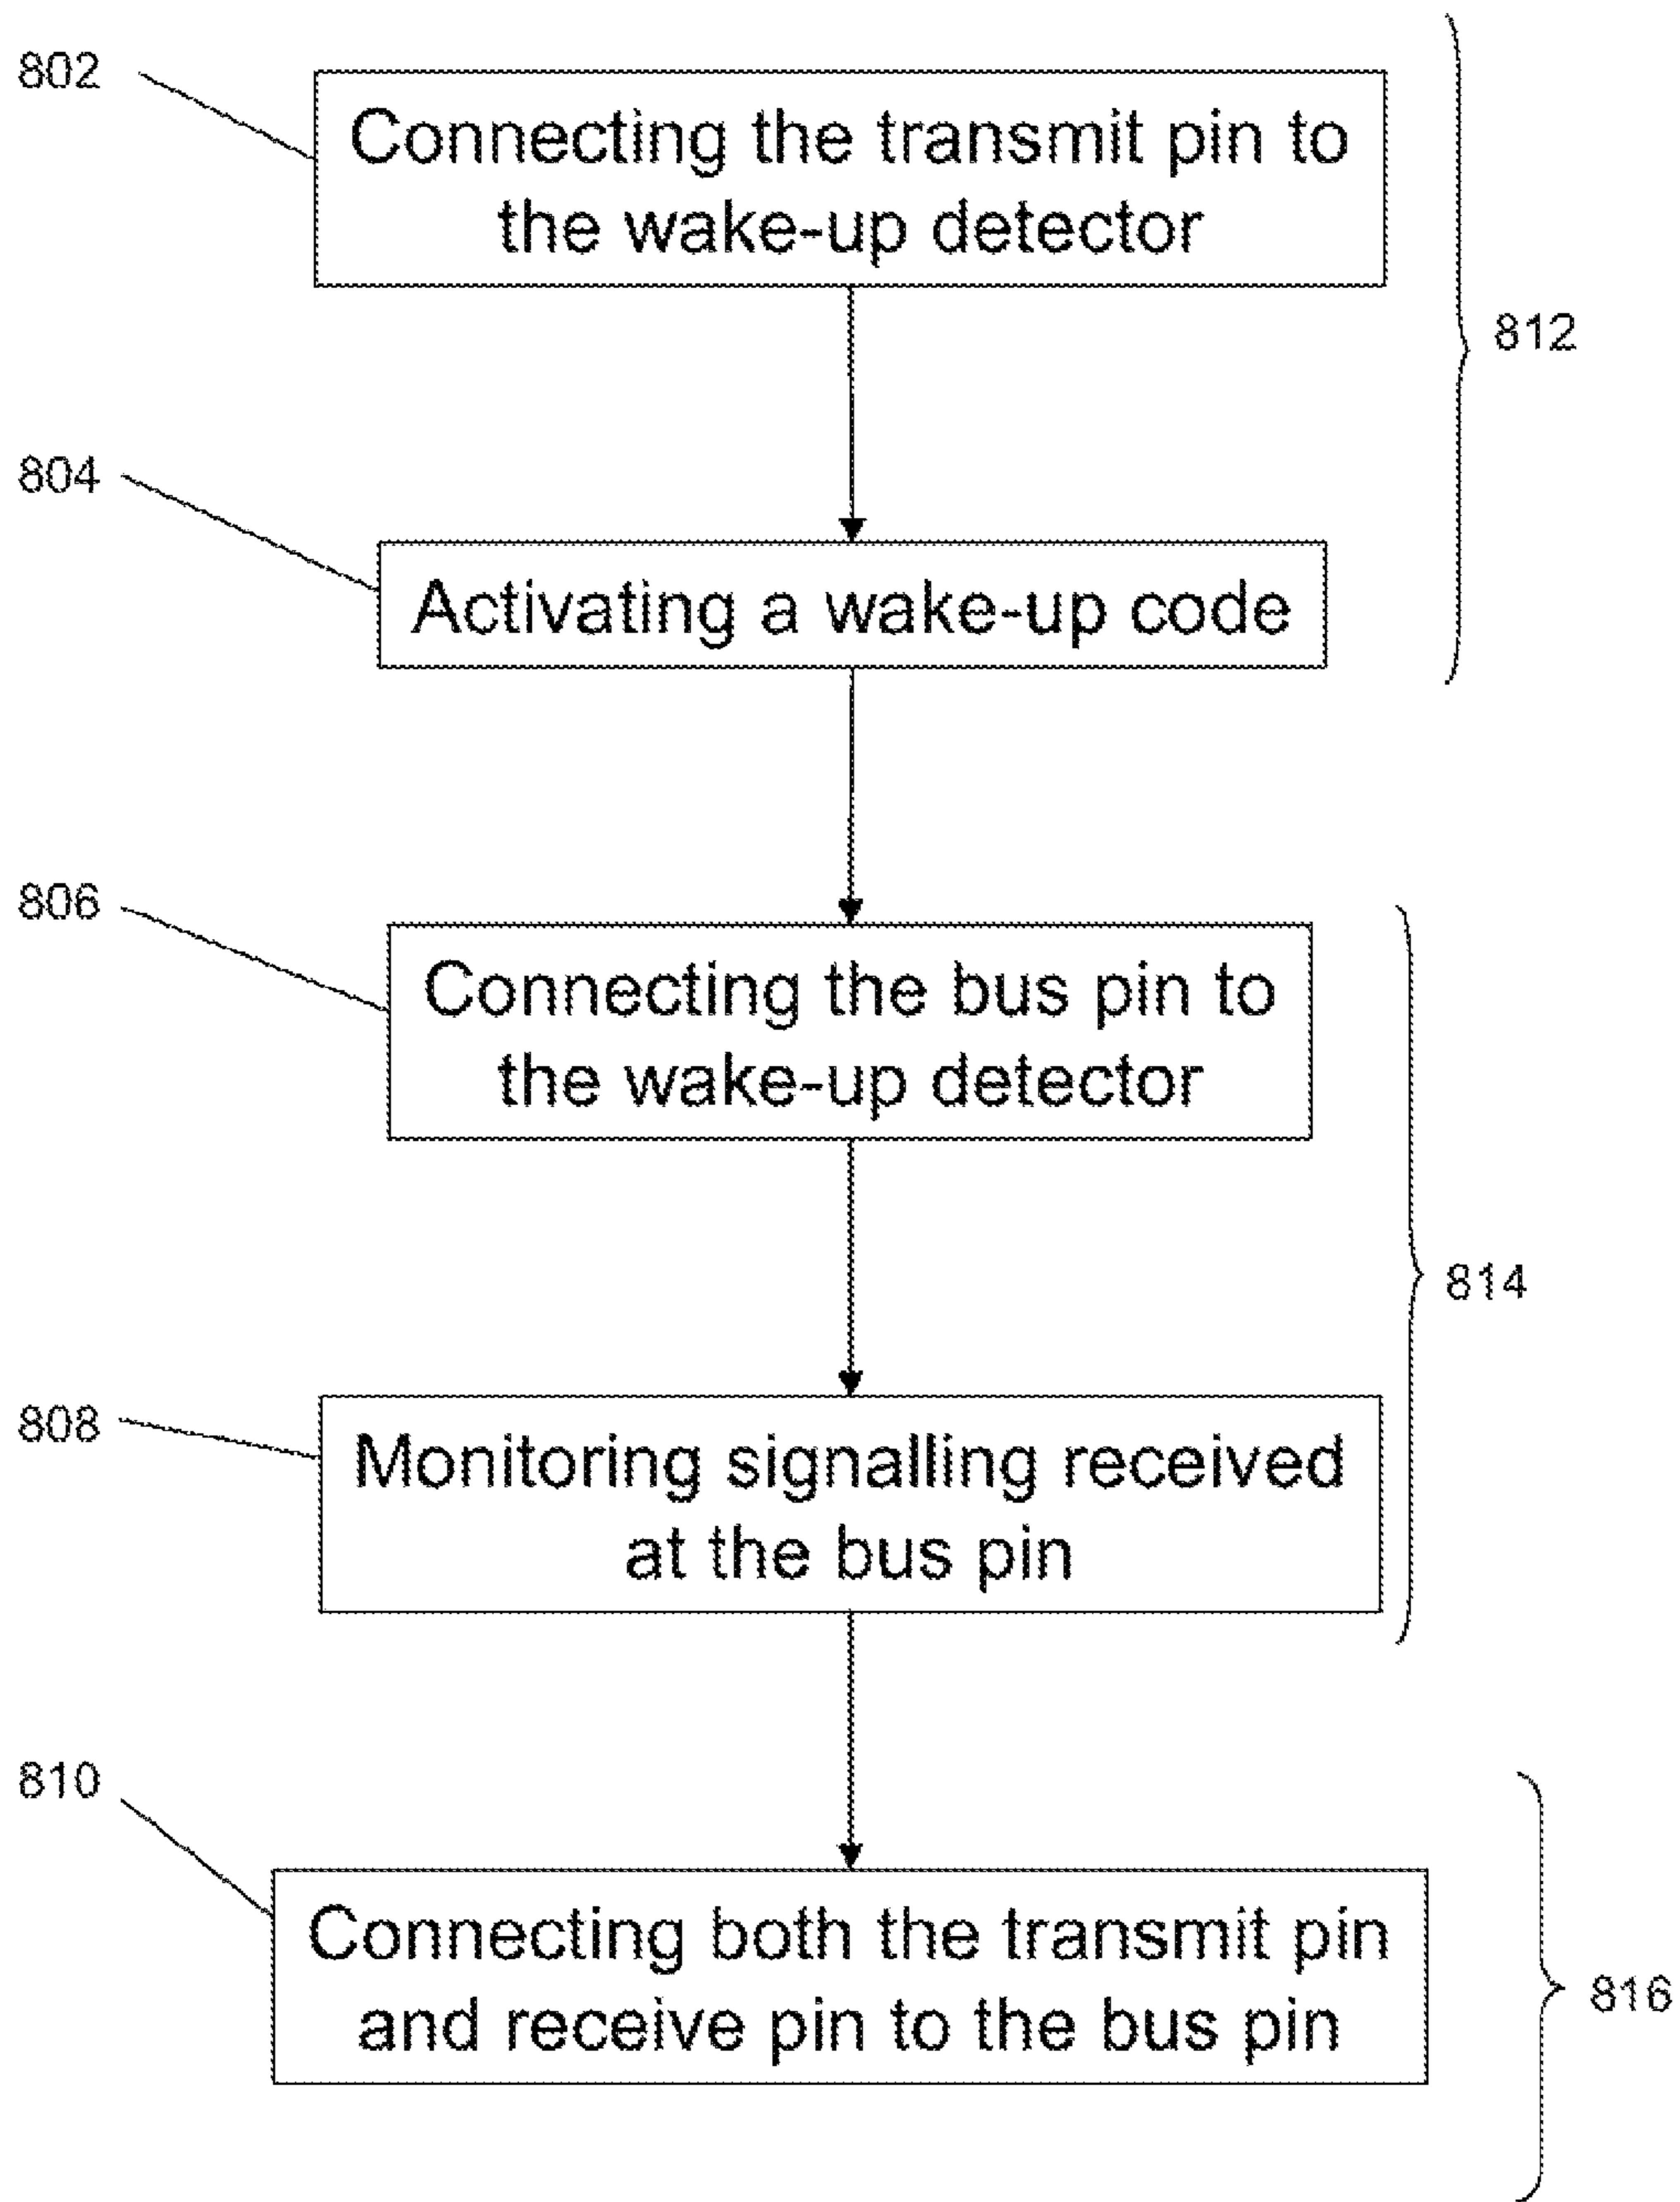 802
Connecting the transmit pin to
the wake-up detector
812
804
Activating a wake-up code
806
Connecting the bus pin to
the wake-up detector
814
808
Monitoring signalling received
at the bus pin
810
Connecting both the transmit pin
and receive pin to the bus pin
816